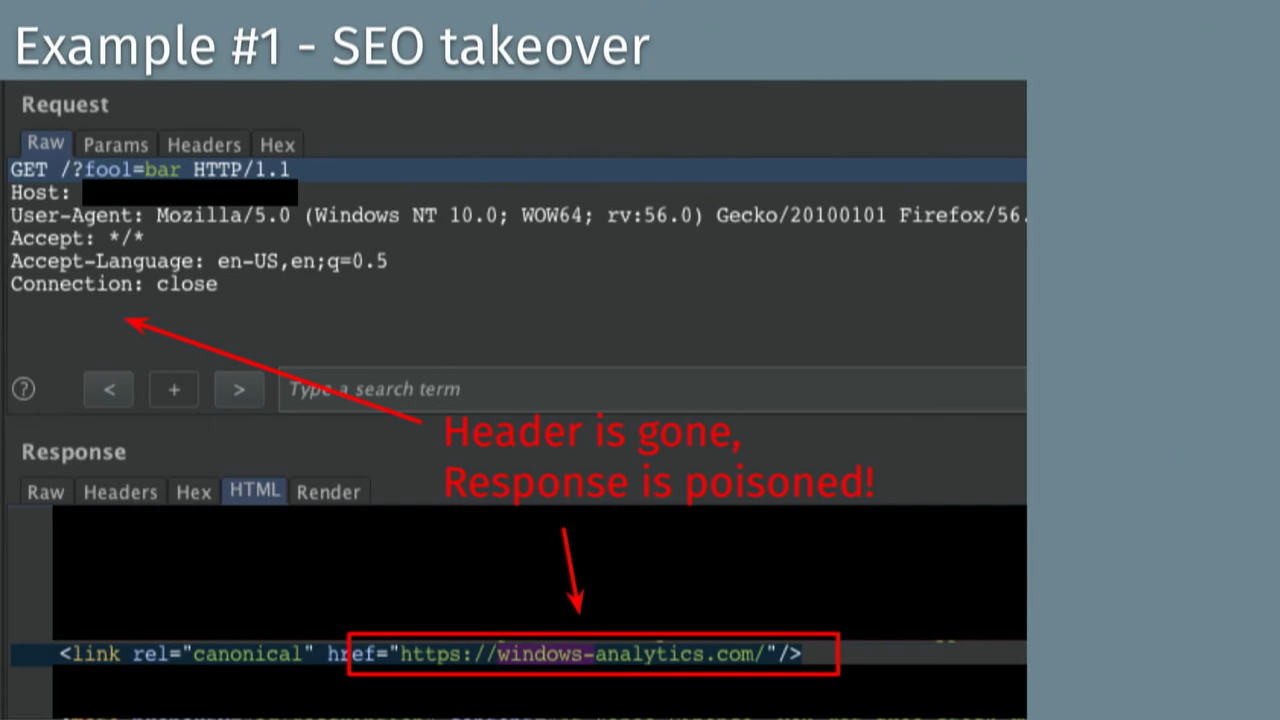 Example #1 - SEO takeover
Request
Raw Params Headers Hex
GET /?fool=bar HTTP/1.1
Host:
User-Agent: Mozilla/5.0 (Windows NT 10.0; WOW64; rv:56.0) Gecko/20100101 Firefox/56.
Accept: */*
Accept-Language: en-US,en;q=0.5
Connection: close
? < + > Type a search term
Header is gone,
Response is poisoned!
Response
Raw Headers Hex HTML Render
<link rel="canonical" href="https://windows-analytics.com/"/>